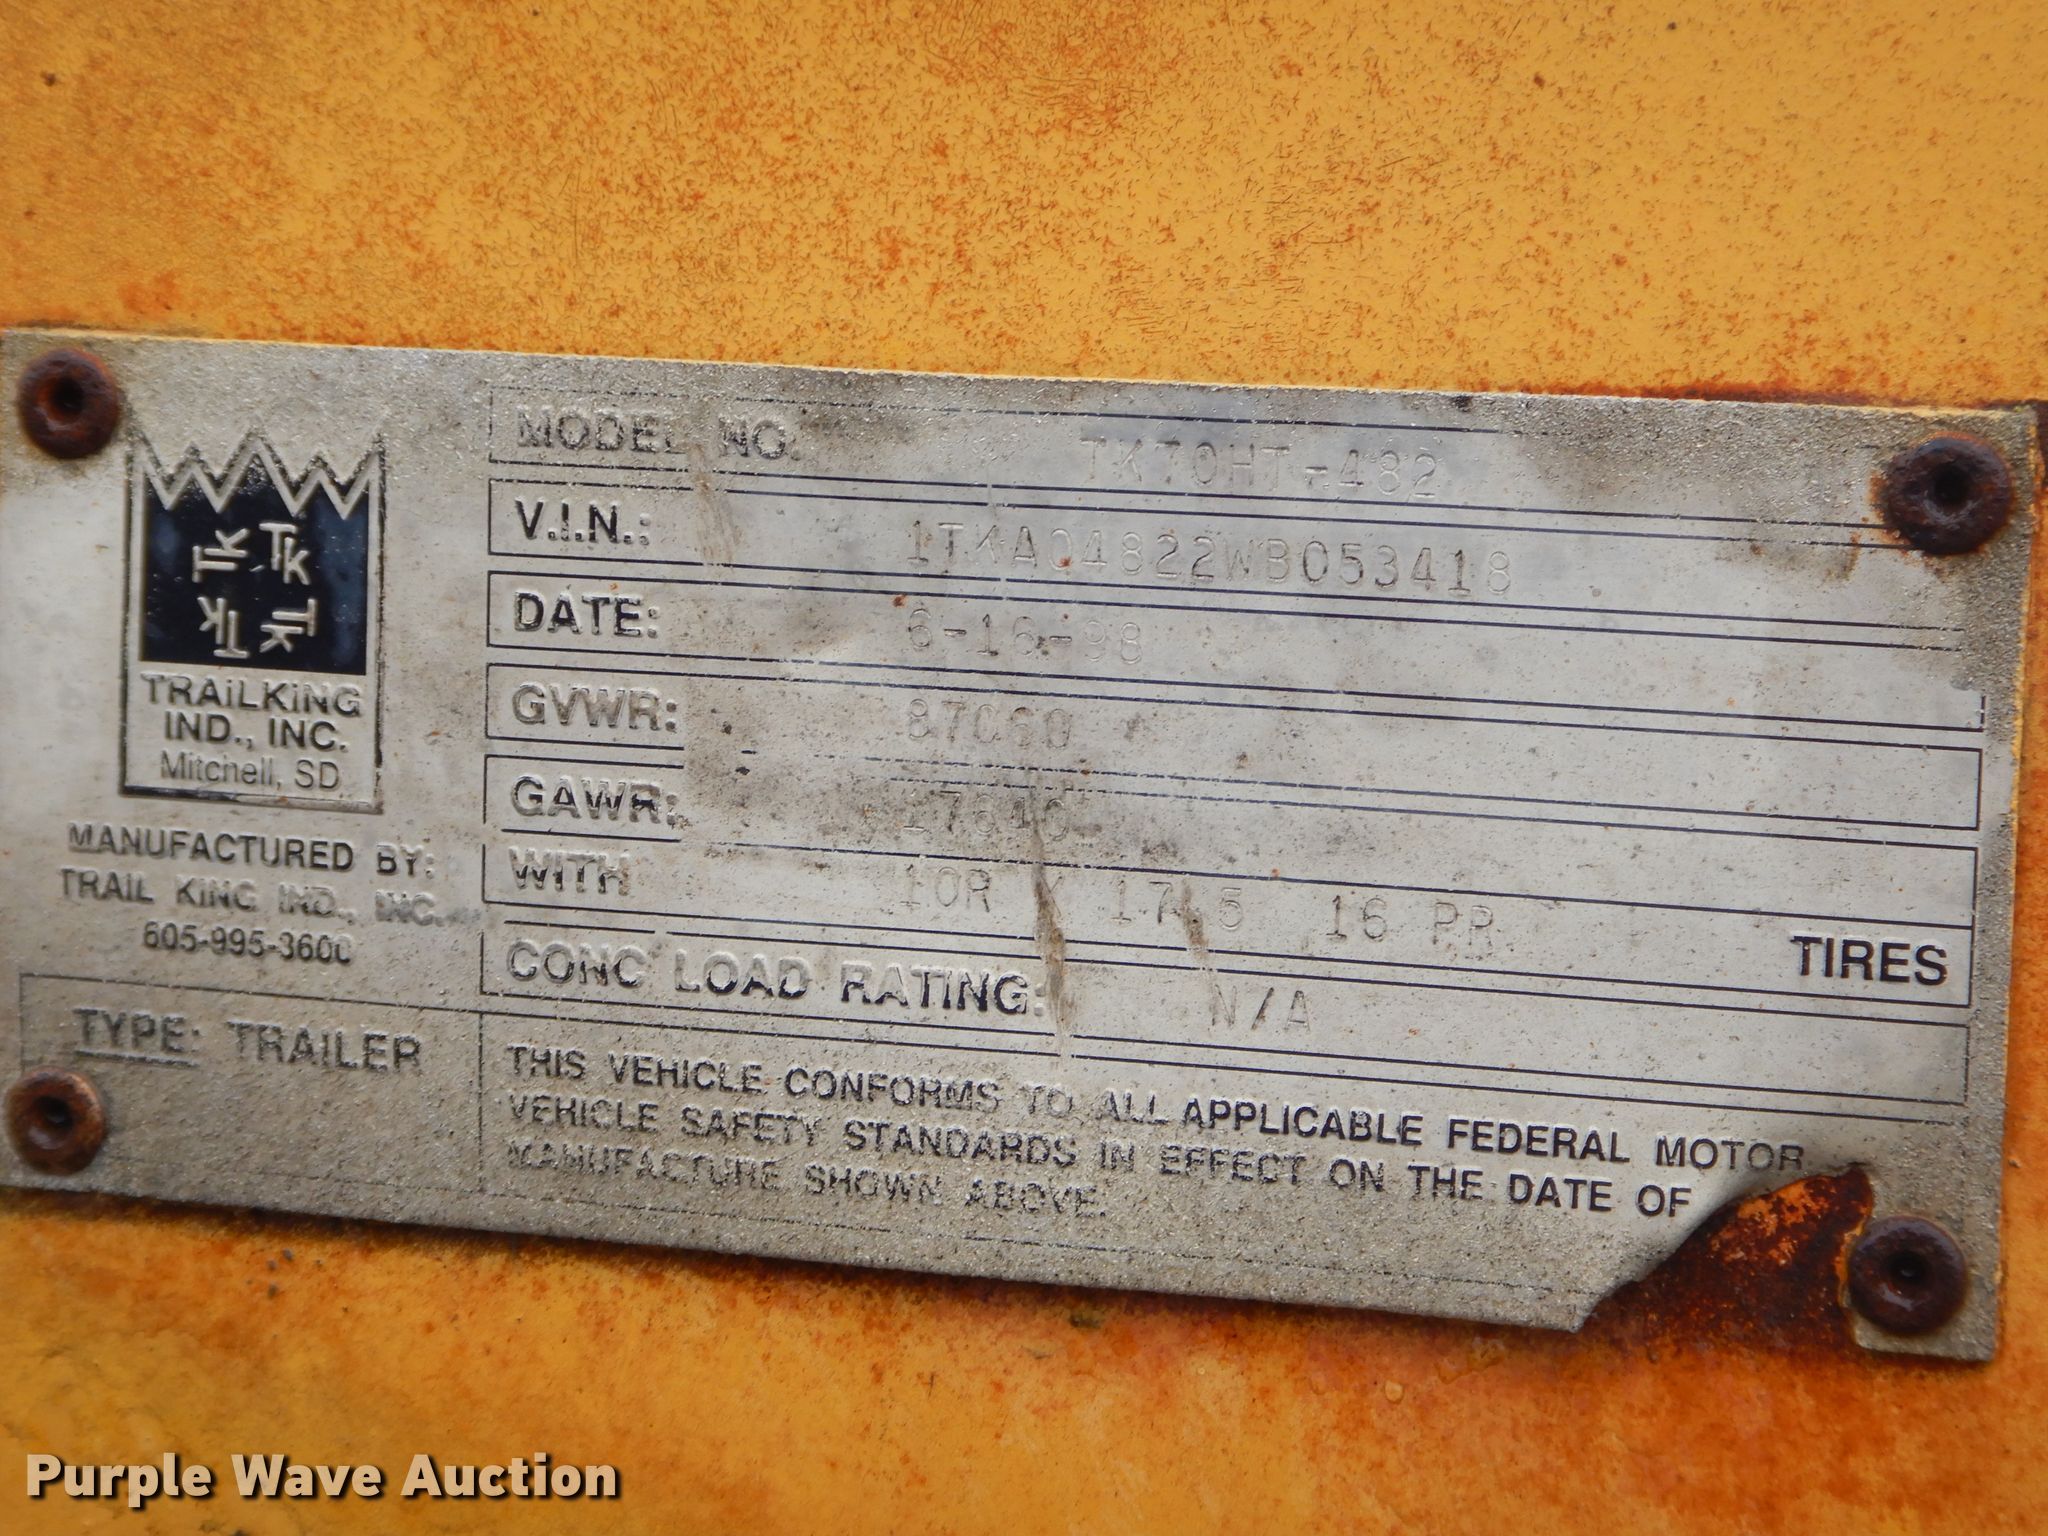 MODEL NO. TK70HT-482
V.I.N.: 1TKA04822WB053418
DATE: 6-16-98
GVWR: 87060
GAWR:
WITH 10R X 17.5 16 PR TIRES
CONC LOAD RATING: N/A
THIS VEHICLE CONFORMS TO ALL APPLICABLE FEDERAL MOTOR
VEHICLE SAFETY STANDARDS IN EFFECT ON THE DATE OF
MANUFACTURE SHOWN ABOVE.
TK TK
TK TK
TRAILKING
IND., INC.
Mitchell, SD
MANUFACTURED BY:
TRAIL KING IND., INC.
605-995-3600
TYPE: TRAILER
Purple Wave Auction